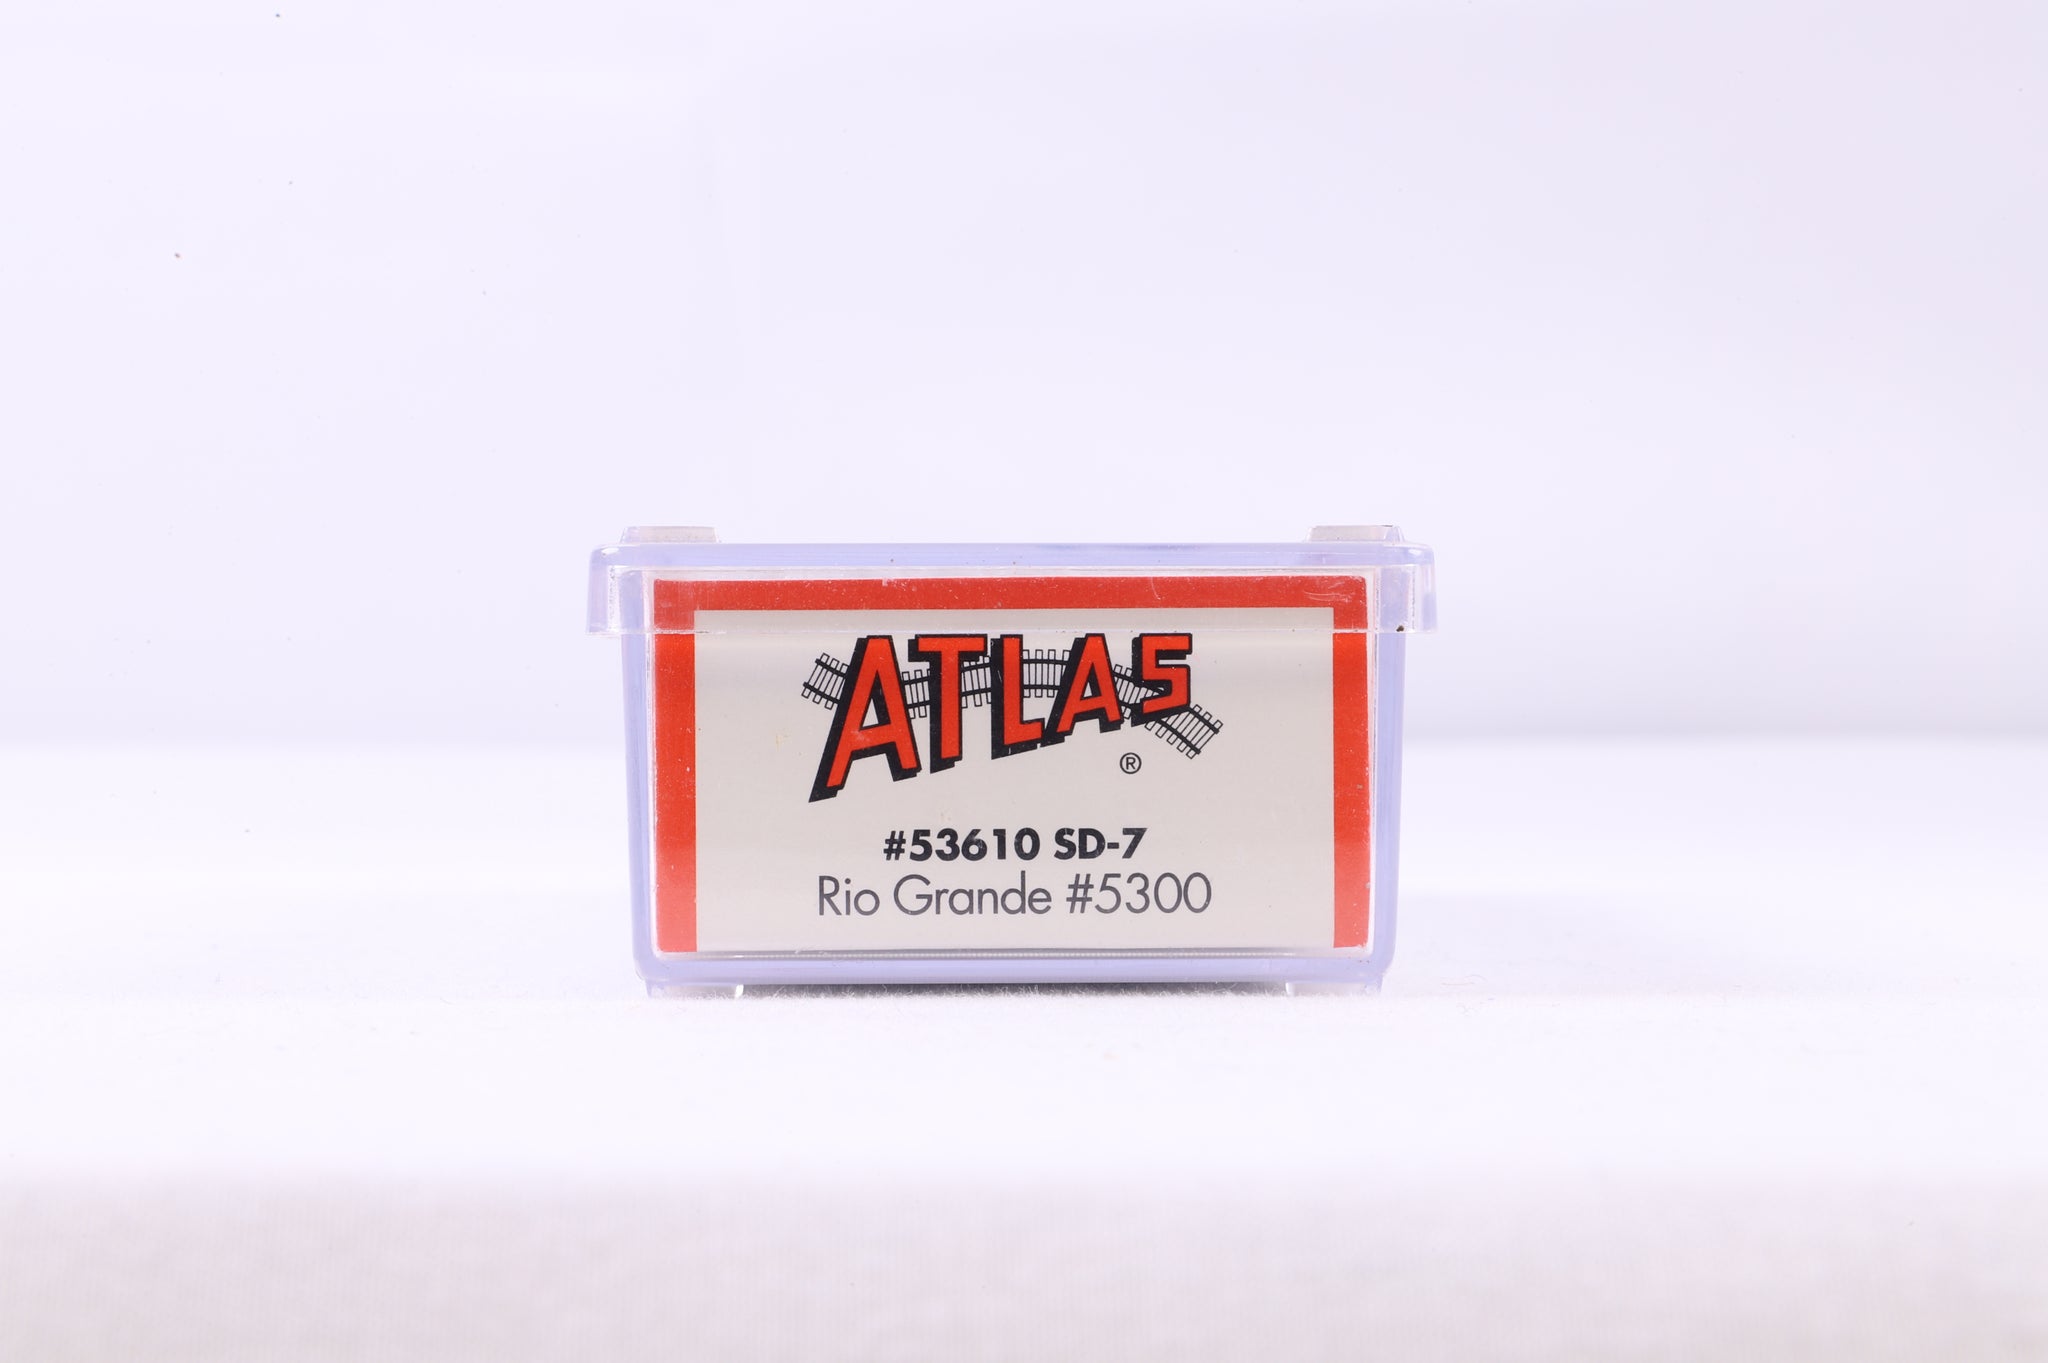 ATLAS
®
#53610 SD-7
Rio Grande #5300